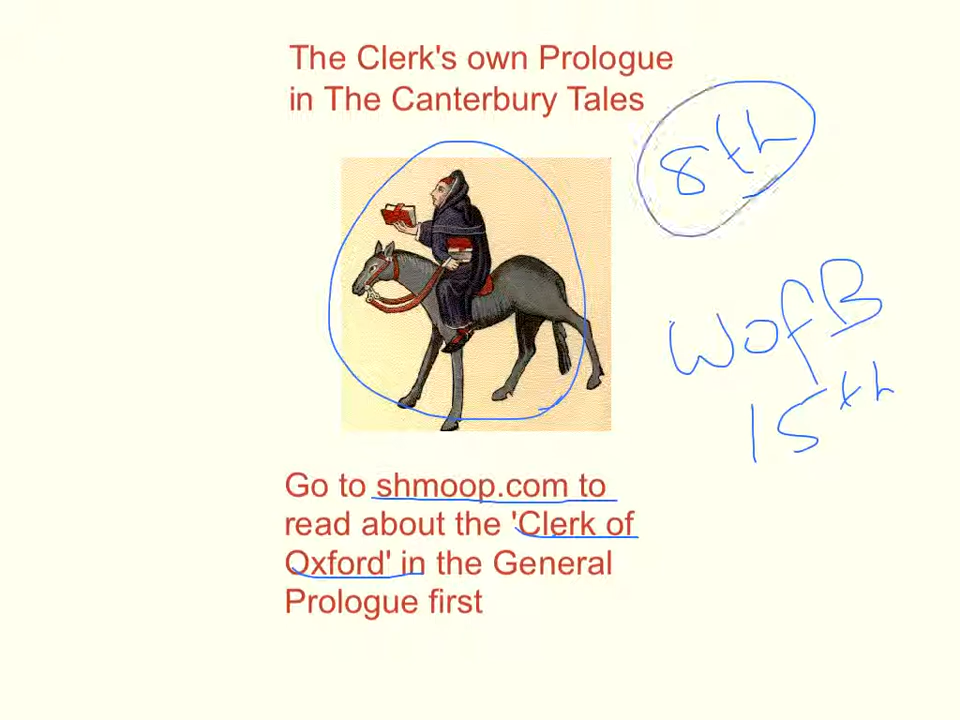 The Clerk's own Prologue
in The Canterbury Tales
8th
WofB
15th
Go to shmoop.com to
read about the 'Clerk of
Oxford' in the General
Prologue first